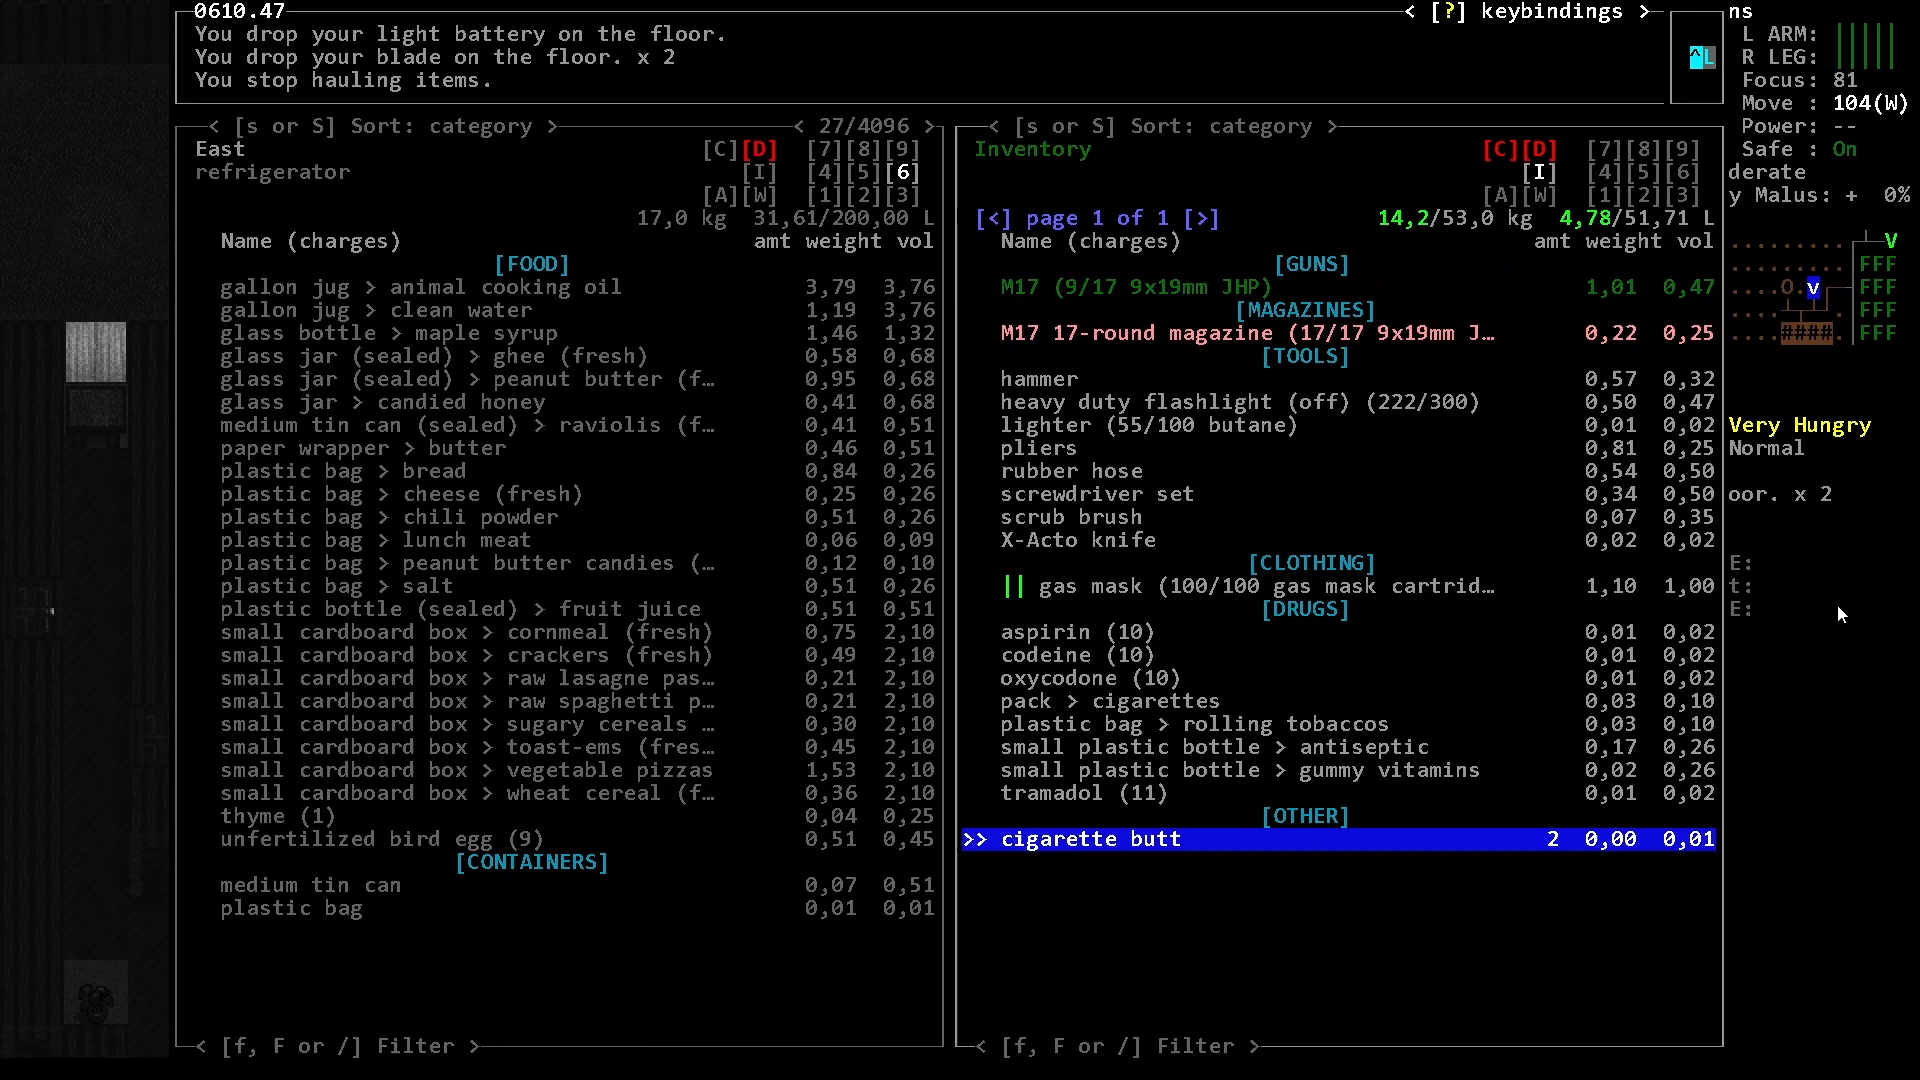 0610.47 < [?] keybindings > ns
You drop your light battery on the floor.
You drop your blade on the floor. x 2
You stop hauling items.
^L
L ARM: |||||
R LEG: |||||
Focus: 81
Move : 104(W)
Power: --
Safe : On
derate
y Malus: + 0%
V
FFF
O.v FFF
FFF
#### FFF
Very Hungry
Normal
oor. x 2
E:
t:
E:
< [s or S] Sort: category > < 27/4096 >
East [C][D] [7][8][9]
refrigerator [I] [4][5][6]
[A][W] [1][2][3]
17,0 kg 31,61/200,00 L
Name (charges) amt weight vol
[FOOD]
gallon jug > animal cooking oil 3,79 3,76
gallon jug > clean water 1,19 3,76
glass bottle > maple syrup 1,46 1,32
glass jar (sealed) > ghee (fresh) 0,58 0,68
glass jar (sealed) > peanut butter (f… 0,95 0,68
glass jar > candied honey 0,41 0,68
medium tin can (sealed) > raviolis (f… 0,41 0,51
paper wrapper > butter 0,46 0,51
plastic bag > bread 0,84 0,26
plastic bag > cheese (fresh) 0,25 0,26
plastic bag > chili powder 0,51 0,26
plastic bag > lunch meat 0,06 0,09
plastic bag > peanut butter candies (… 0,12 0,10
plastic bag > salt 0,51 0,26
plastic bottle (sealed) > fruit juice 0,51 0,51
small cardboard box > cornmeal (fresh) 0,75 2,10
small cardboard box > crackers (fresh) 0,49 2,10
small cardboard box > raw lasagne pas… 0,21 2,10
small cardboard box > raw spaghetti p… 0,21 2,10
small cardboard box > sugary cereals … 0,30 2,10
small cardboard box > toast-ems (fres… 0,45 2,10
small cardboard box > vegetable pizzas 1,53 2,10
small cardboard box > wheat cereal (f… 0,36 2,10
thyme (1) 0,04 0,25
unfertilized bird egg (9) 0,51 0,45
[CONTAINERS]
medium tin can 0,07 0,51
plastic bag 0,01 0,01
< [f, F or /] Filter >
< [s or S] Sort: category >
Inventory [C][D] [7][8][9]
[I] [4][5][6]
[A][W] [1][2][3]
[<] page 1 of 1 [>] 14,2/53,0 kg 4,78/51,71 L
Name (charges) amt weight vol
[GUNS]
M17 (9/17 9x19mm JHP) 1,01 0,47
[MAGAZINES]
M17 17-round magazine (17/17 9x19mm J… 0,22 0,25
[TOOLS]
hammer 0,57 0,32
heavy duty flashlight (off) (222/300) 0,50 0,47
lighter (55/100 butane) 0,01 0,02
pliers 0,81 0,25
rubber hose 0,54 0,50
screwdriver set 0,34 0,50
scrub brush 0,07 0,35
X-Acto knife 0,02 0,02
[CLOTHING]
|| gas mask (100/100 gas mask cartrid… 1,10 1,00
[DRUGS]
aspirin (10) 0,01 0,02
codeine (10) 0,01 0,02
oxycodone (10) 0,01 0,02
pack > cigarettes 0,03 0,10
plastic bag > rolling tobaccos 0,03 0,10
small plastic bottle > antiseptic 0,17 0,26
small plastic bottle > gummy vitamins 0,02 0,26
tramadol (11) 0,01 0,02
[OTHER]
>> cigarette butt 2 0,00 0,01
< [f, F or /] Filter >